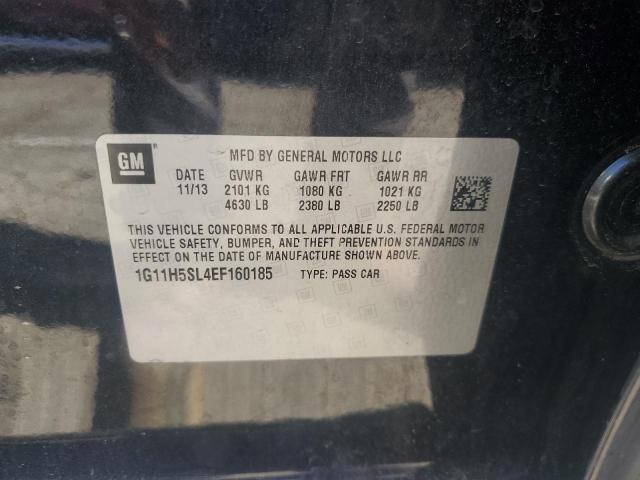 GM
MFD BY GENERAL MOTORS LLC
DATE GVWR GAWR FRT GAWR RR
11/13 2101 KG 1080 KG 1021 KG
4630 LB 2380 LB 2250 LB
THIS VEHICLE CONFORMS TO ALL APPLICABLE U.S. FEDERAL MOTOR
VEHICLE SAFETY, BUMPER, AND THEFT PREVENTION STANDARDS IN
EFFECT ON THE DATE OF MANUFACTURE SHOWN ABOVE.
1G11H5SL4EF160185 TYPE: PASS CAR